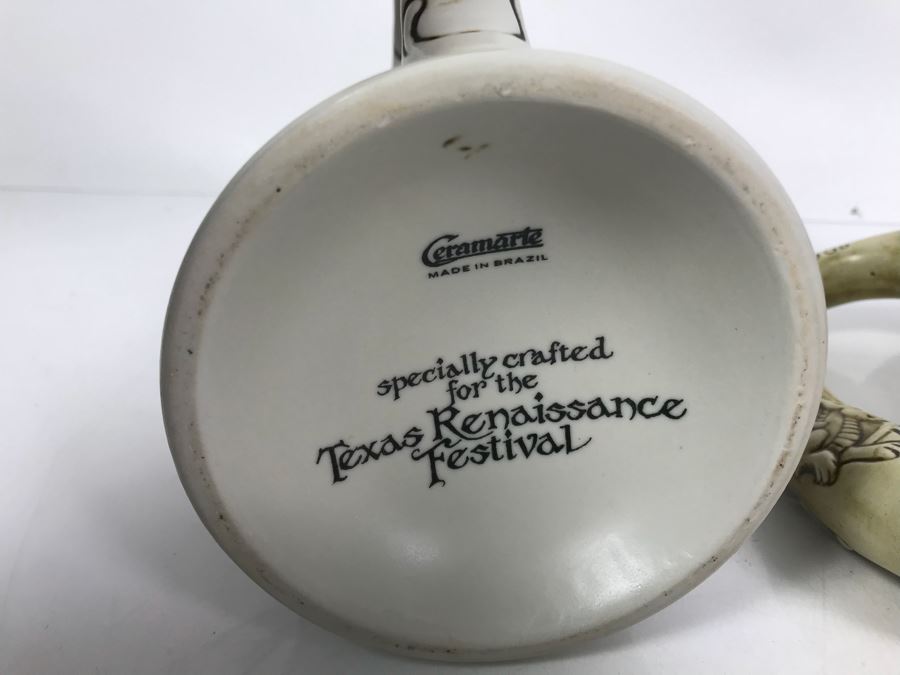 Ceramarte
MADE IN BRAZIL
specially crafted
for the
Texas Renaissance
Festival